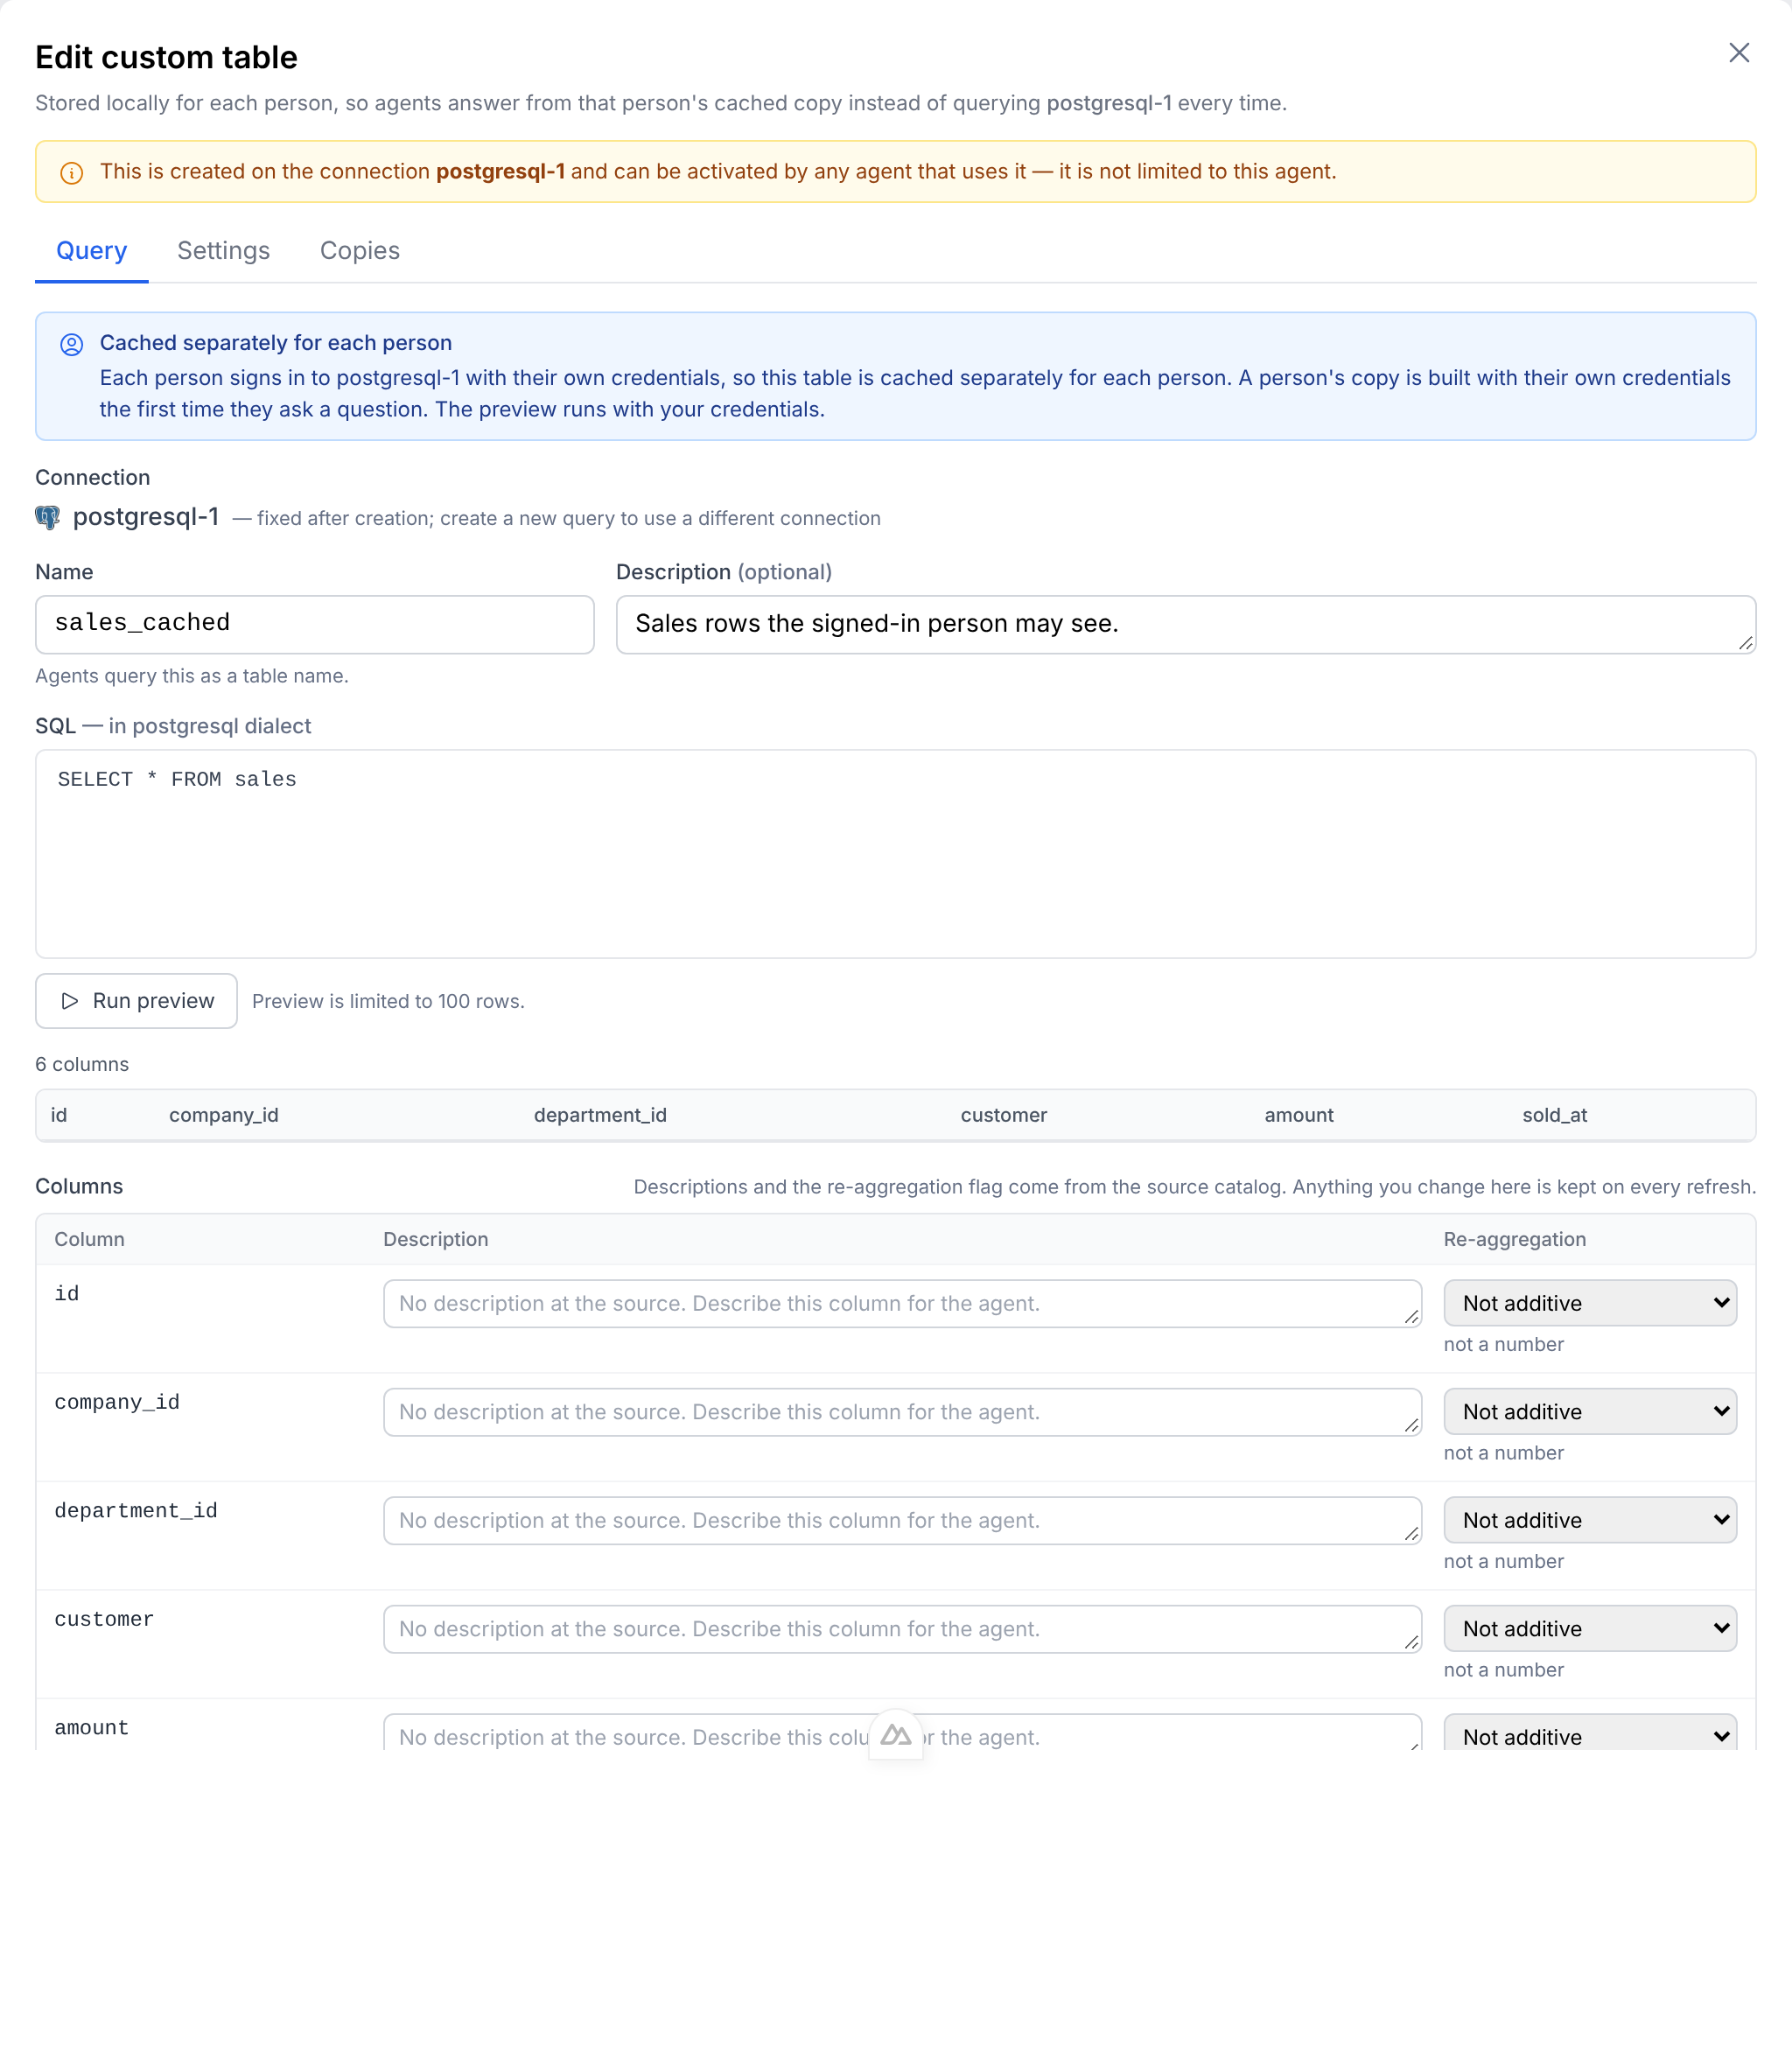 Edit custom table
Stored locally for each person, so agents answer from that person's cached copy instead of querying postgresql-1 every time.
This is created on the connection postgresql-1 and can be activated by any agent that uses it — it is not limited to this agent.
Query Settings Copies
Cached separately for each person
Each person signs in to postgresql-1 with their own credentials, so this table is cached separately for each person. A person's copy is built with their own credentials
the first time they ask a question. The preview runs with your credentials.
Connection
postgresql-1 — fixed after creation; create a new query to use a different connection
Name Description (optional)
sales_cached Sales rows the signed-in person may see.
Agents query this as a table name.
SQL — in postgresql dialect
SELECT * FROM sales
Run preview Preview is limited to 100 rows.
6 columns
id company_id department_id customer amount sold_at
Columns Descriptions and the re-aggregation flag come from the source catalog. Anything you change here is kept on every refresh.
Column Description Re-aggregation
id No description at the source. Describe this column for the agent. Not additive
not a number
company_id No description at the source. Describe this column for the agent. Not additive
not a number
department_id No description at the source. Describe this column for the agent. Not additive
not a number
customer No description at the source. Describe this column for the agent. Not additive
not a number
amount No description at the source. Describe this the agent. Not additive